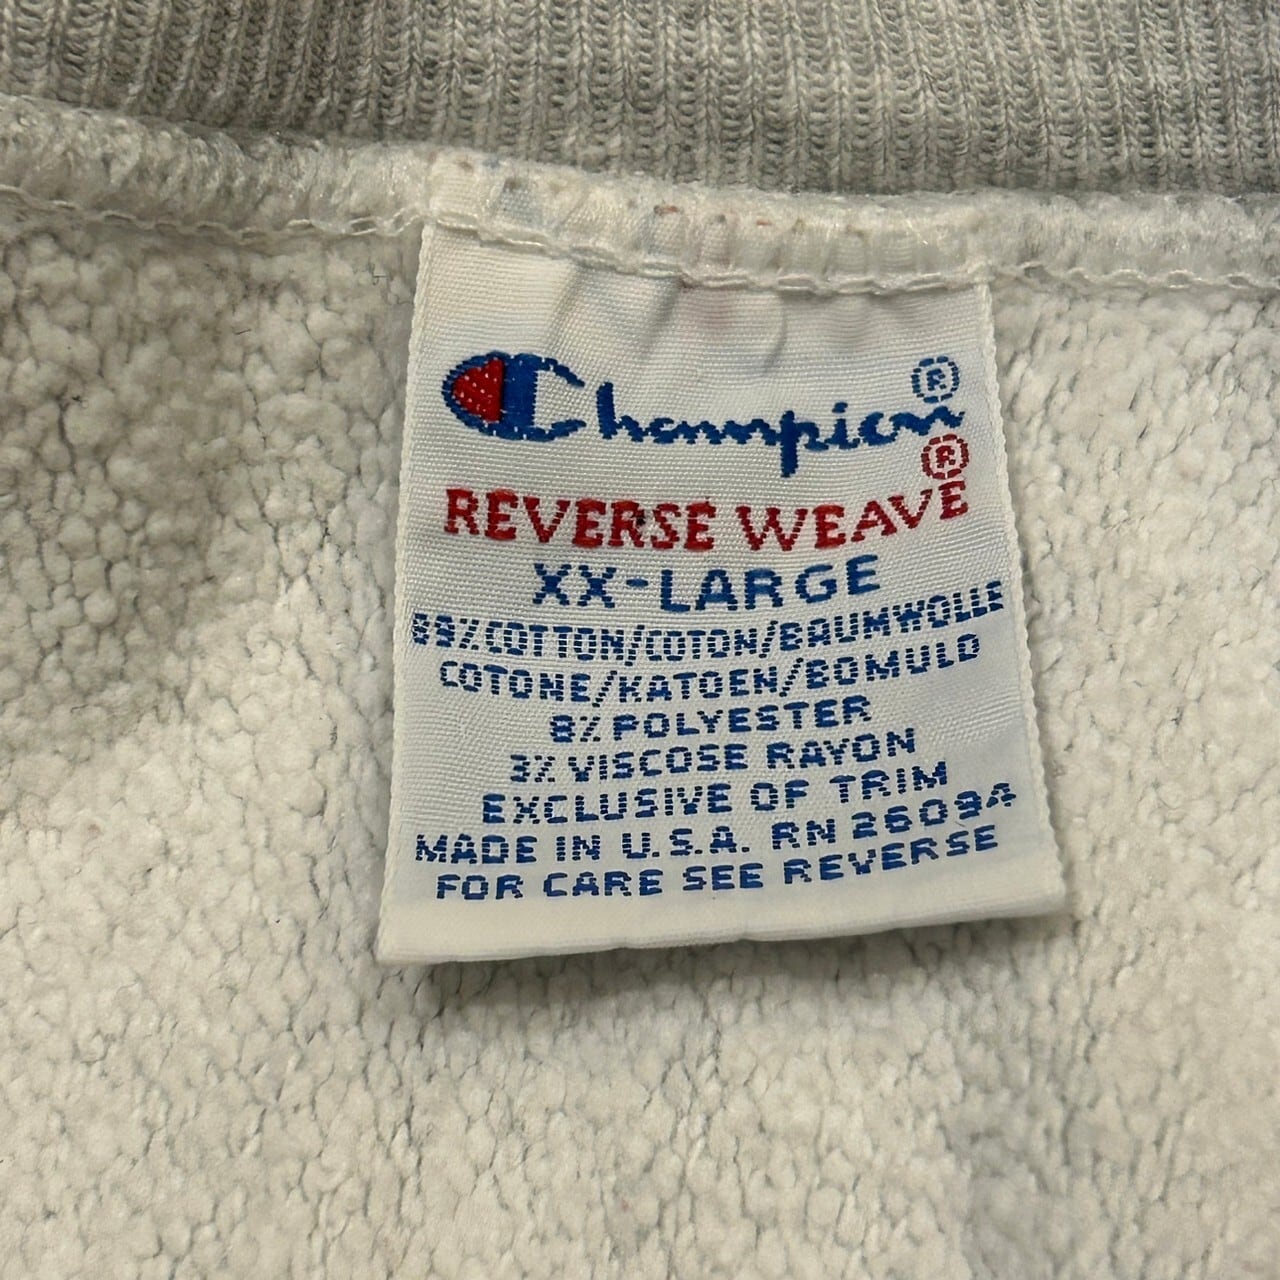 Champion®
REVERSE WEAVE®
XX-LARGE
89% COTTON/COTON/BAUMWOLLE
COTONE/KATOEN/BOMULD
8% POLYESTER
3% VISCOSE RAYON
EXCLUSIVE OF TRIM
MADE IN U.S.A. RN 26094
FOR CARE SEE REVERSE